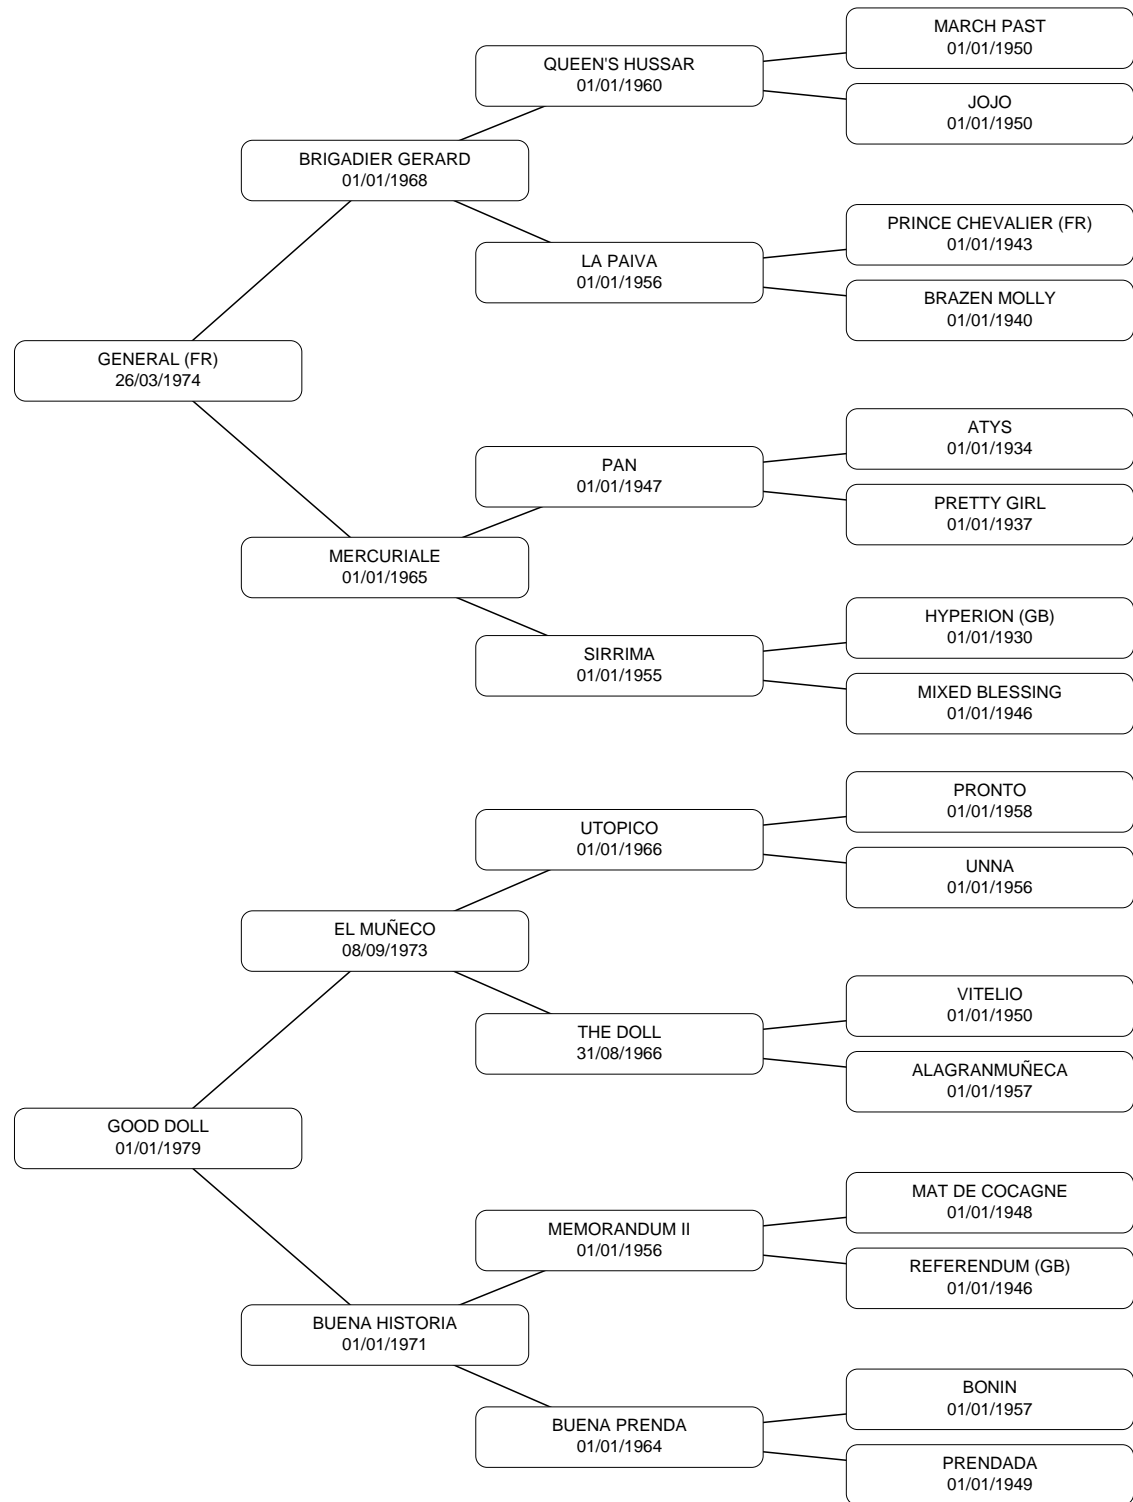 MARCH PAST
01/01/1950
QUEEN'S HUSSAR
01/01/1960
JOJO
01/01/1950
BRIGADIER GERARD
01/01/1968
PRINCE CHEVALIER (FR)
01/01/1943
LA PAIVA
01/01/1956
BRAZEN MOLLY
01/01/1940
GENERAL (FR)
26/03/1974
ATYS
01/01/1934
PAN
01/01/1947
PRETTY GIRL
01/01/1937
MERCURIALE
01/01/1965
HYPERION (GB)
01/01/1930
SIRRIMA
01/01/1955
MIXED BLESSING
01/01/1946
PRONTO
01/01/1958
UTOPICO
01/01/1966
UNNA
01/01/1956
EL MUÑECO
08/09/1973
VITELIO
01/01/1950
THE DOLL
31/08/1966
ALAGRANMUÑECA
01/01/1957
GOOD DOLL
01/01/1979
MAT DE COCAGNE
01/01/1948
MEMORANDUM II
01/01/1956
REFERENDUM (GB)
01/01/1946
BUENA HISTORIA
01/01/1971
BONIN
01/01/1957
BUENA PRENDA
01/01/1964
PRENDADA
01/01/1949